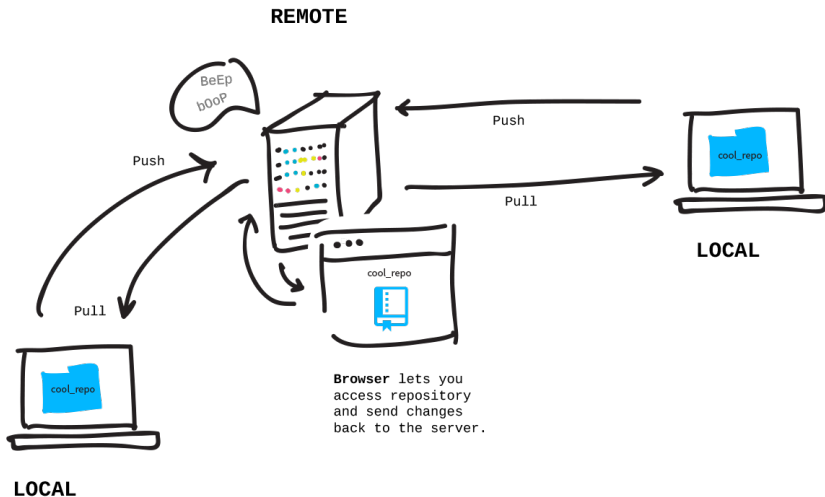 REMOTE
BeEp
bOoP
Push
Push
cool_repo
Pull
LOCAL
cool_repo
Pull
cool_repo
Browser lets you
access repository
and send changes
back to the server.
LOCAL